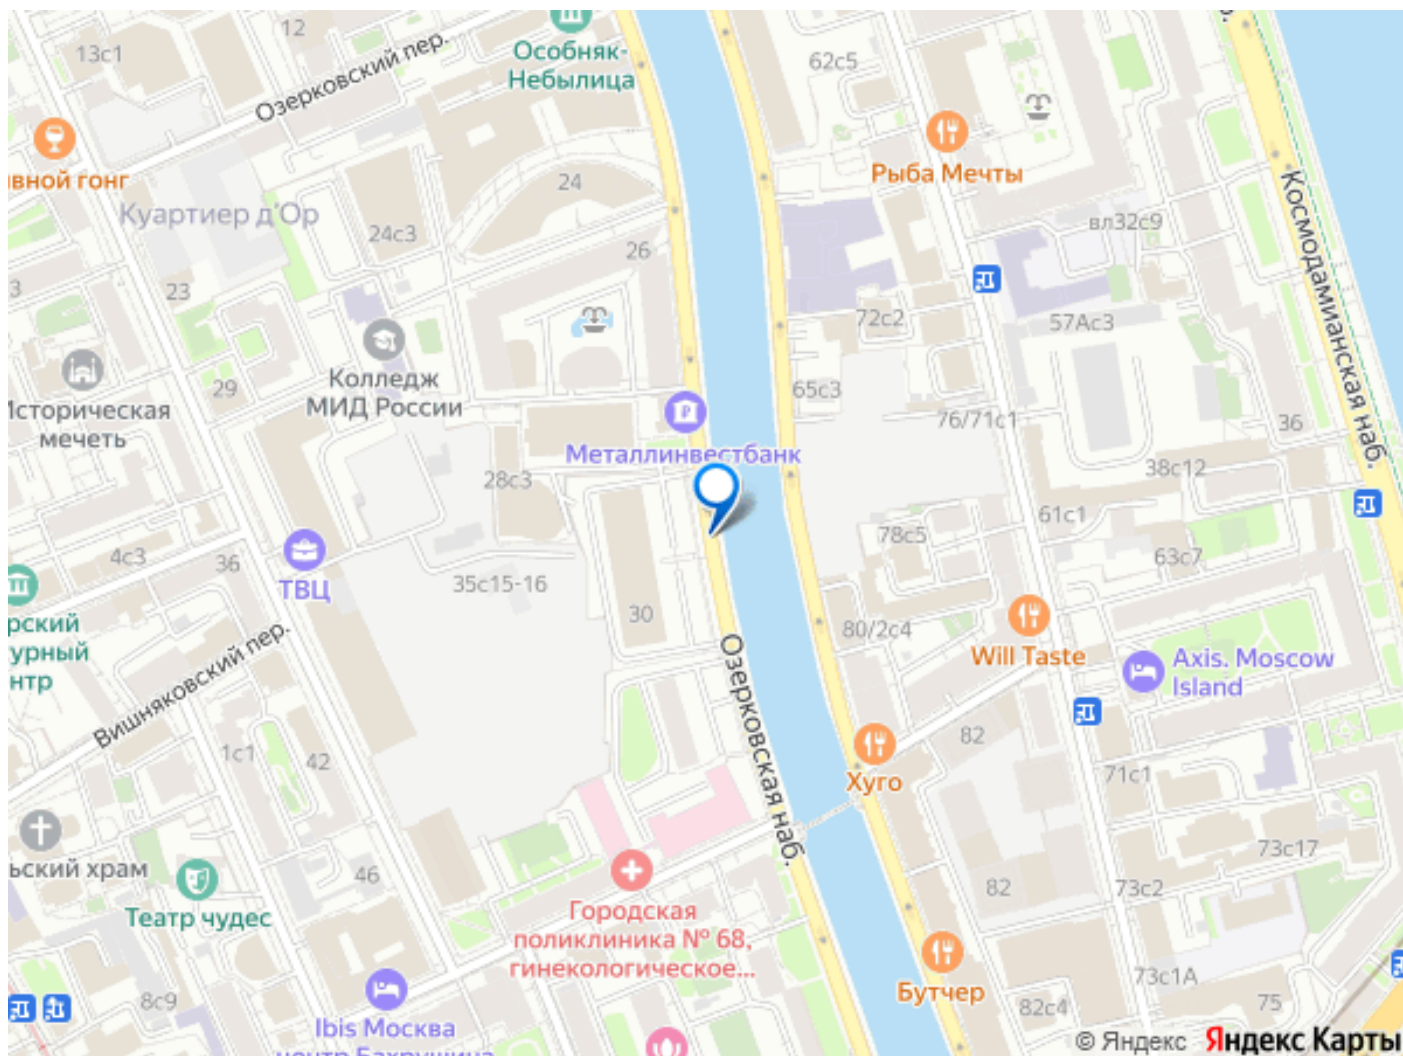 12
13с1
Озерковский пер.
Особняк-
Небылица
62с5
Рыба Мечты
вной гонг
Куартиер д'Ор
24
24с3
26
вл32с9
Космодамианская наб.
3
23
72с2
57Ас3
Историческая
мечеть
29
Колледж
МИД России
65с3
76/71с1
36
Металлинвестбанк
28с3
38с12
61с1
78с5
63с7
4с3
36
ТВЦ
35с15-16
30
рский
турный
нтр
80/2с4
Will Taste
Axis. Moscow
Island
Вишняковский пер.
Озерковская наб.
1с1
42
82
71с1
Хуго
ьский храм
46
Театр чудес
73с17
82
73с2
Городская
поликлиника № 68,
гинекологическое...
8с9
Ibis Москва
центр Бахрушина
Бутчер
73с1А
82с4
75
© Яндекс Яндекс Карты